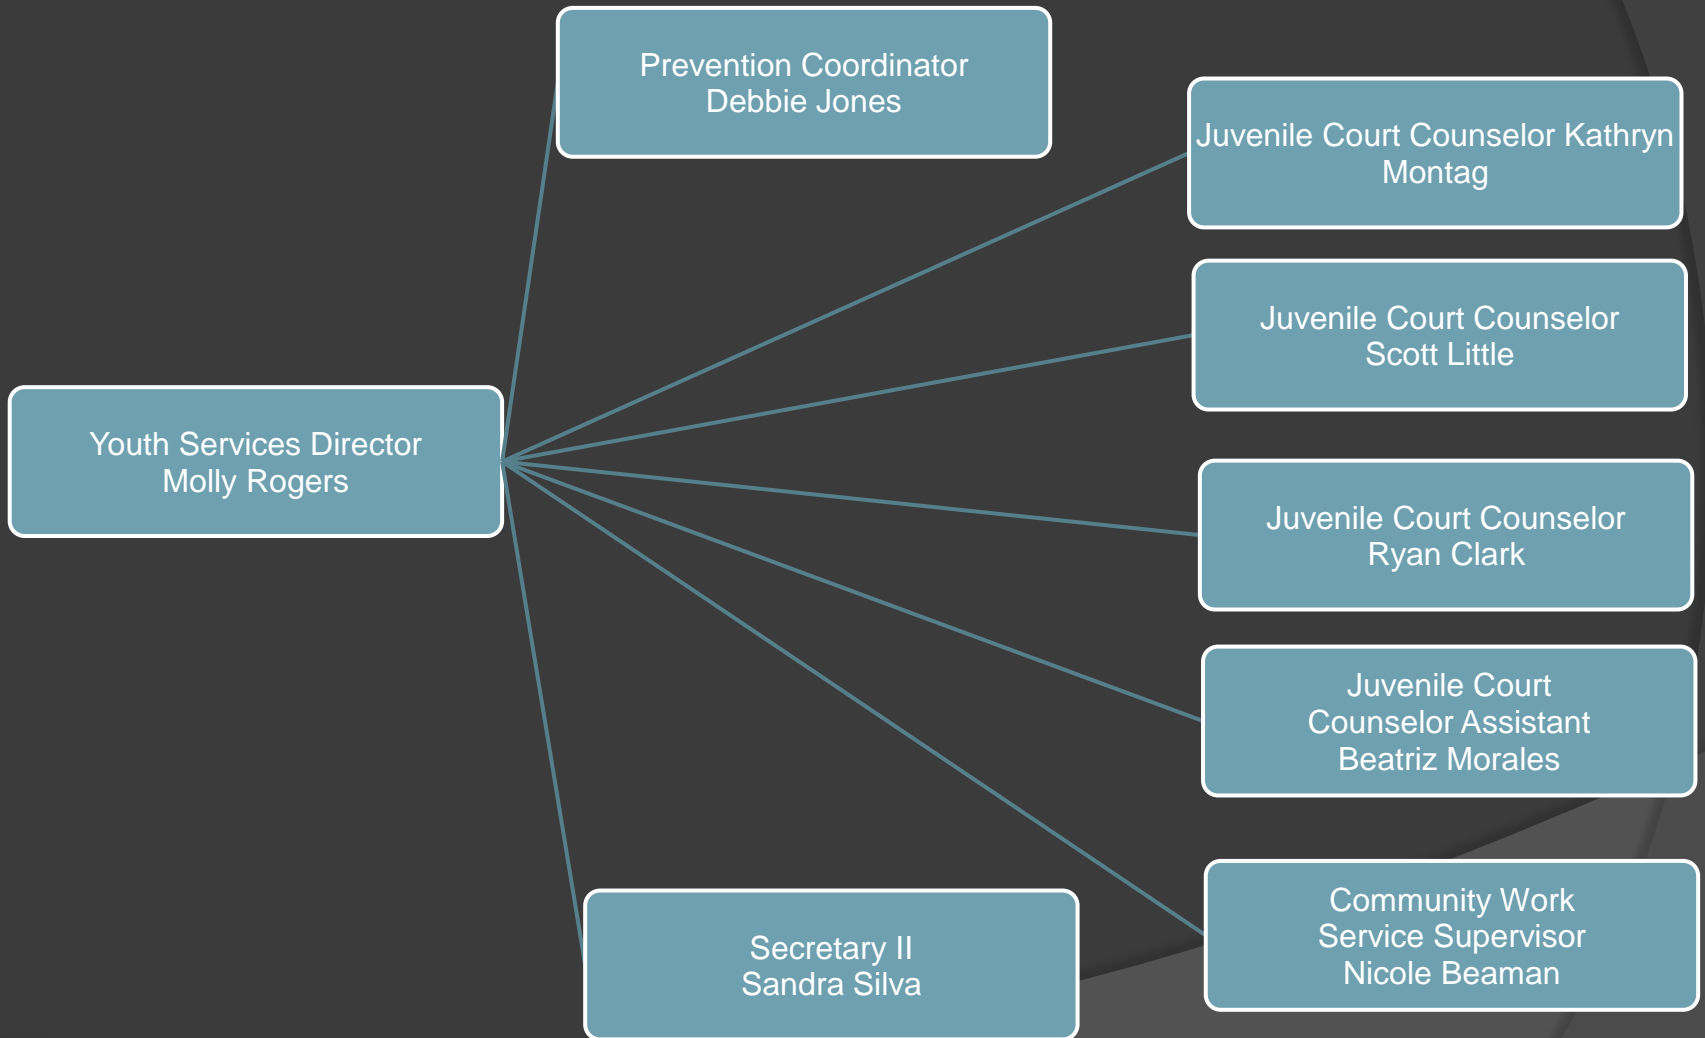 Prevention Coordinator
Debbie Jones
Juvenile Court Counselor Kathryn
Montag
Juvenile Court Counselor
Scott Little
Youth Services Director
Molly Rogers
Juvenile Court Counselor
Ryan Clark
Juvenile Court
Counselor Assistant
Beatriz Morales
Community Work
Service Supervisor
Nicole Beaman
Secretary II
Sandra Silva